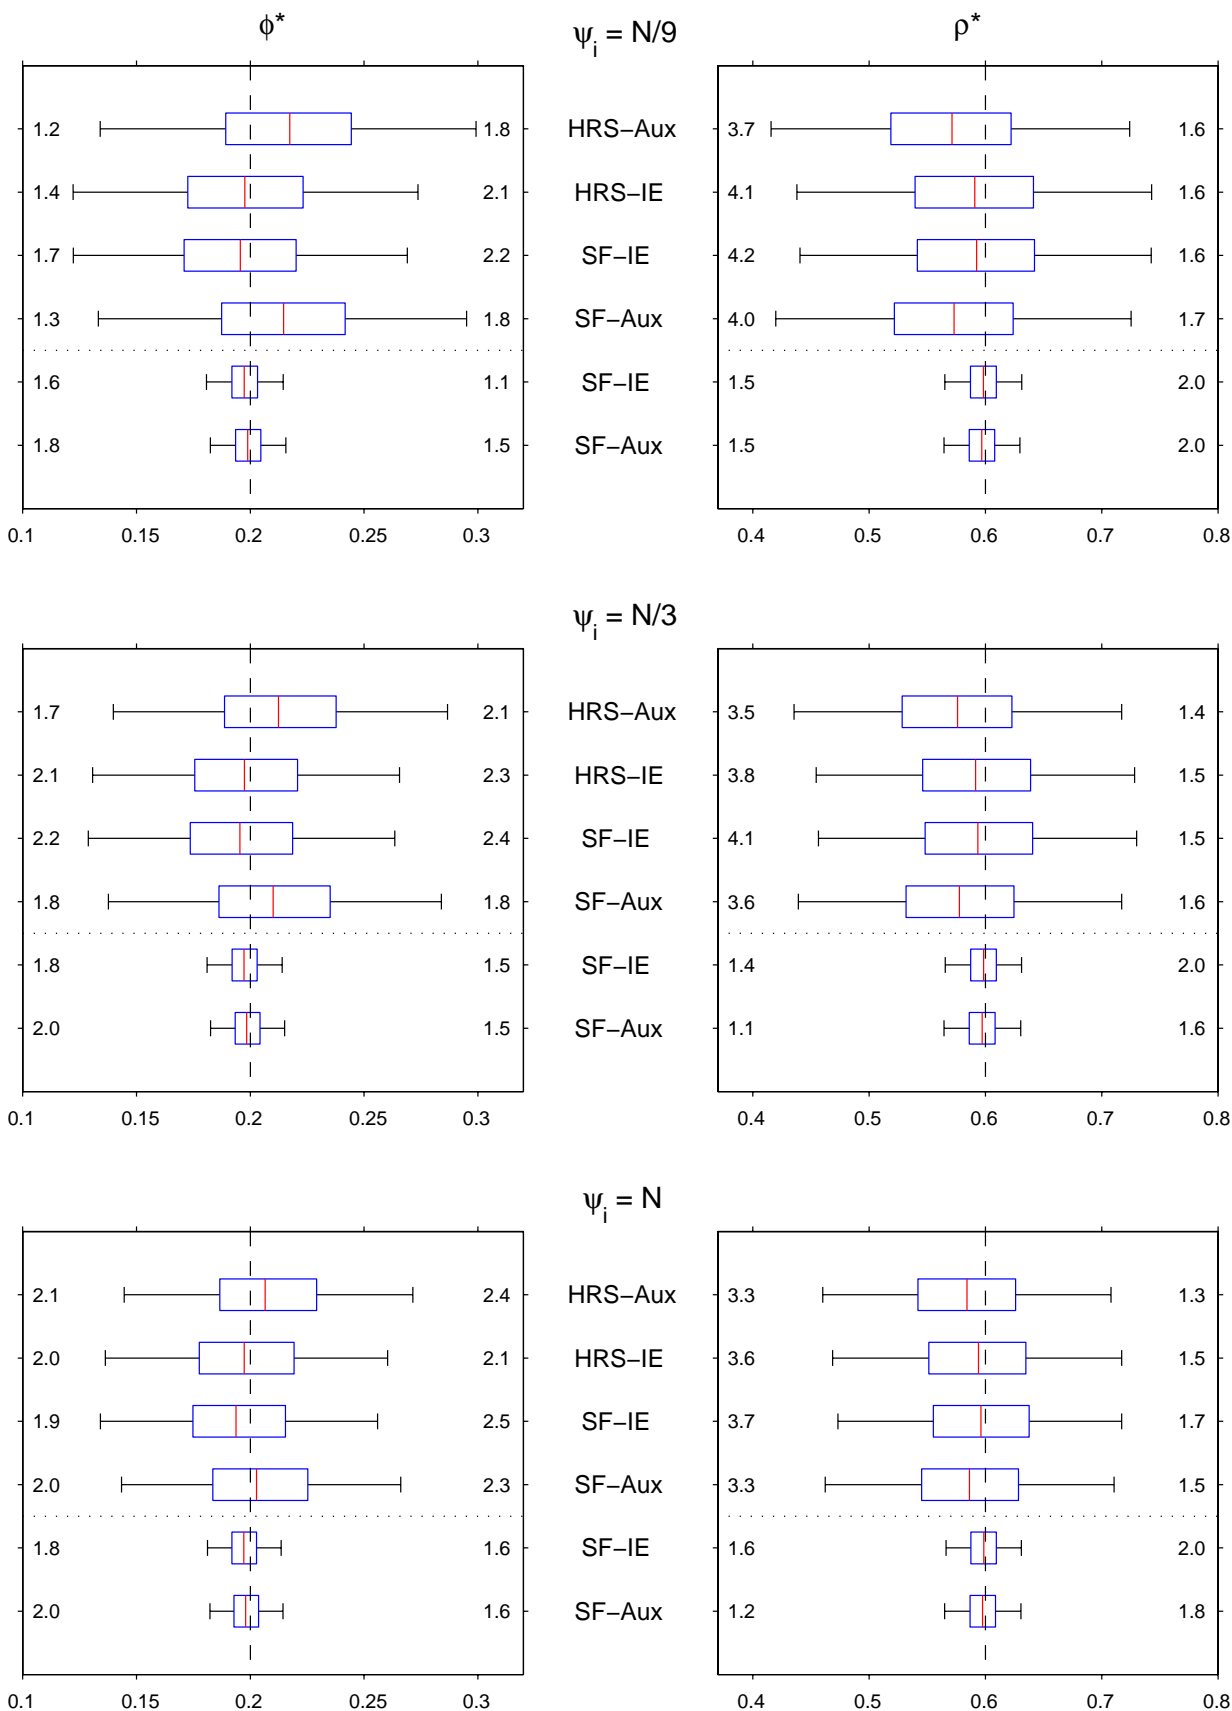 φ* ψi = N/9 ρ*
1.2 1.8 HRS−Aux 3.7 1.6
1.4 2.1 HRS−IE 4.1 1.6
1.7 2.2 SF−IE 4.2 1.6
1.3 1.8 SF−Aux 4.0 1.7
1.6 1.1 SF−IE 1.5 2.0
1.8 1.5 SF−Aux 1.5 2.0
0.1 0.15 0.2 0.25 0.3 0.4 0.5 0.6 0.7 0.8
ψi = N/3
1.7 2.1 HRS−Aux 3.5 1.4
2.1 2.3 HRS−IE 3.8 1.5
2.2 2.4 SF−IE 4.1 1.5
1.8 1.8 SF−Aux 3.6 1.6
1.8 1.5 SF−IE 1.4 2.0
2.0 1.5 SF−Aux 1.1 1.6
0.1 0.15 0.2 0.25 0.3 0.4 0.5 0.6 0.7 0.8
ψi = N
2.1 2.4 HRS−Aux 3.3 1.3
2.0 2.1 HRS−IE 3.6 1.5
1.9 2.5 SF−IE 3.7 1.7
2.0 2.3 SF−Aux 3.3 1.5
1.8 1.6 SF−IE 1.6 2.0
2.0 1.6 SF−Aux 1.2 1.8
0.1 0.15 0.2 0.25 0.3 0.4 0.5 0.6 0.7 0.8